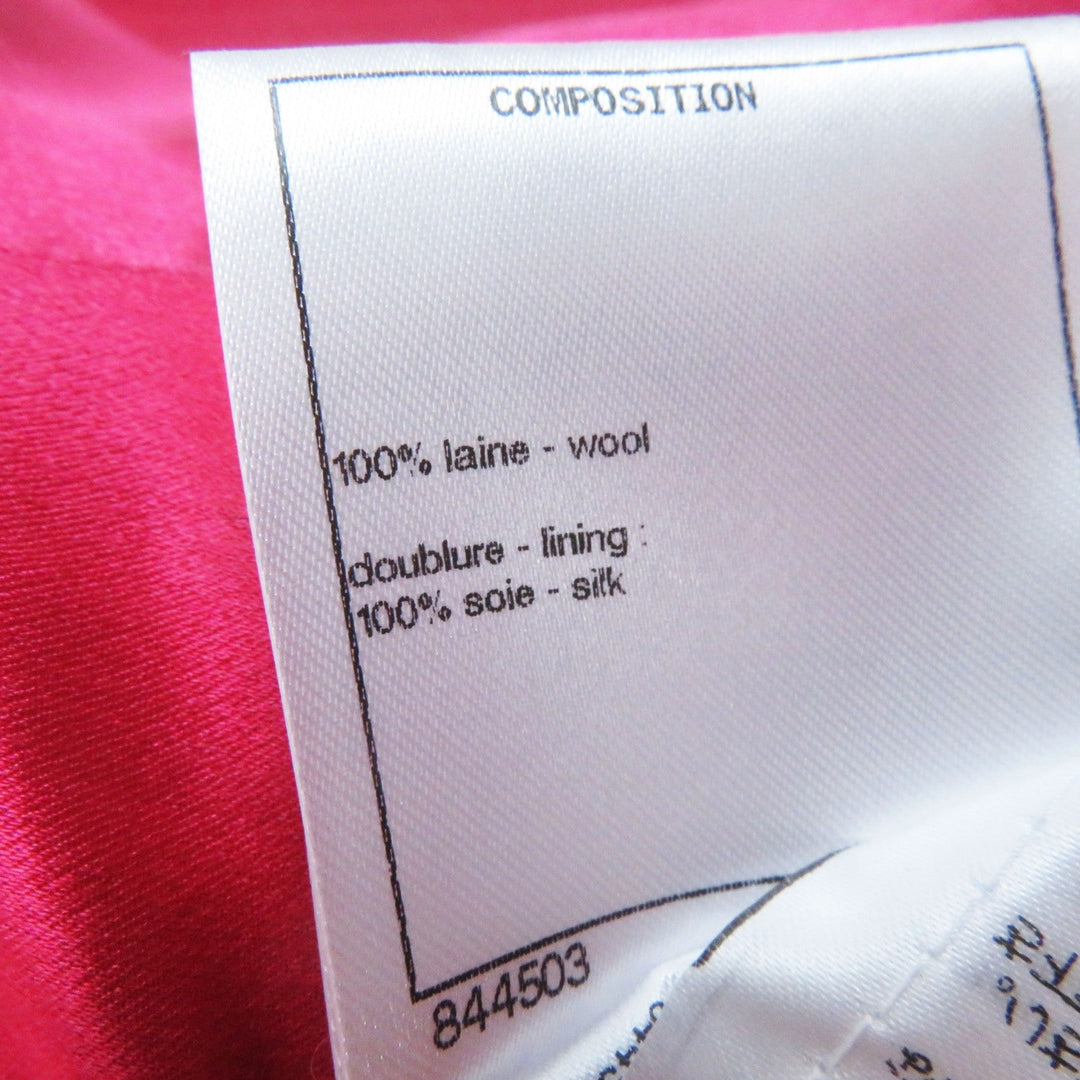 COMPOSITION
100% laine - wool
doublure - lining :
100% soie - silk
844503